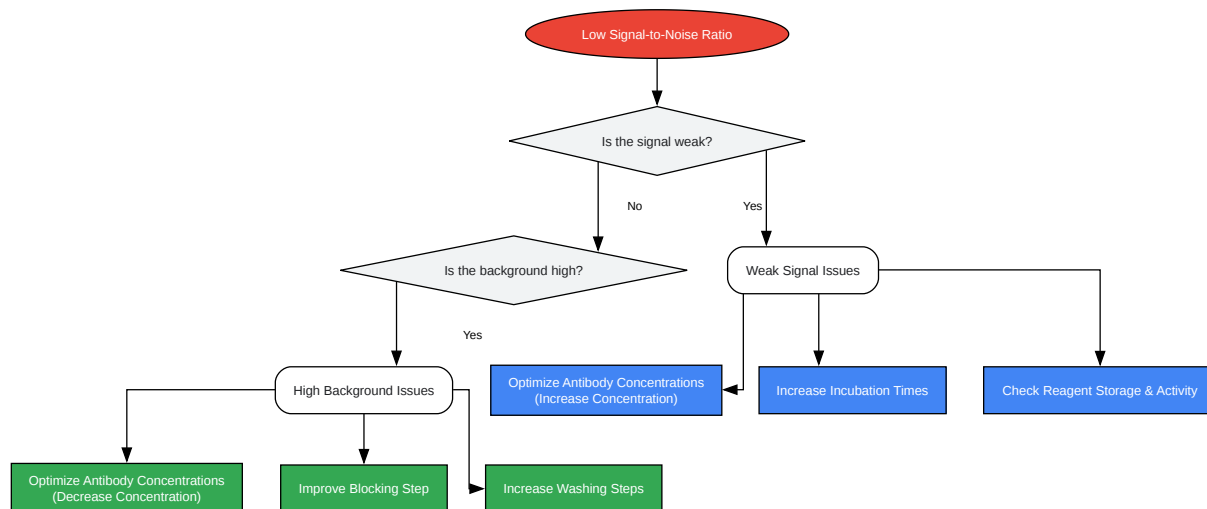 Low Signal-to-Noise Ratio
Is the signal weak?
No
Yes
Is the background high?
Weak Signal Issues
Yes
High Background Issues
Optimize Antibody Concentrations
(Increase Concentration)
Increase Incubation Times
Check Reagent Storage & Activity
Optimize Antibody Concentrations
(Decrease Concentration)
Improve Blocking Step
Increase Washing Steps